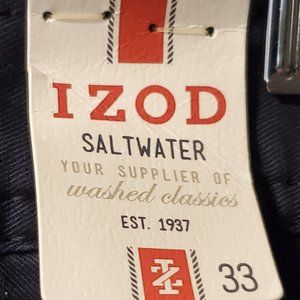 IZOD
SALTWATER
YOUR SUPPLIER OF
washed classics
EST. 1937
33